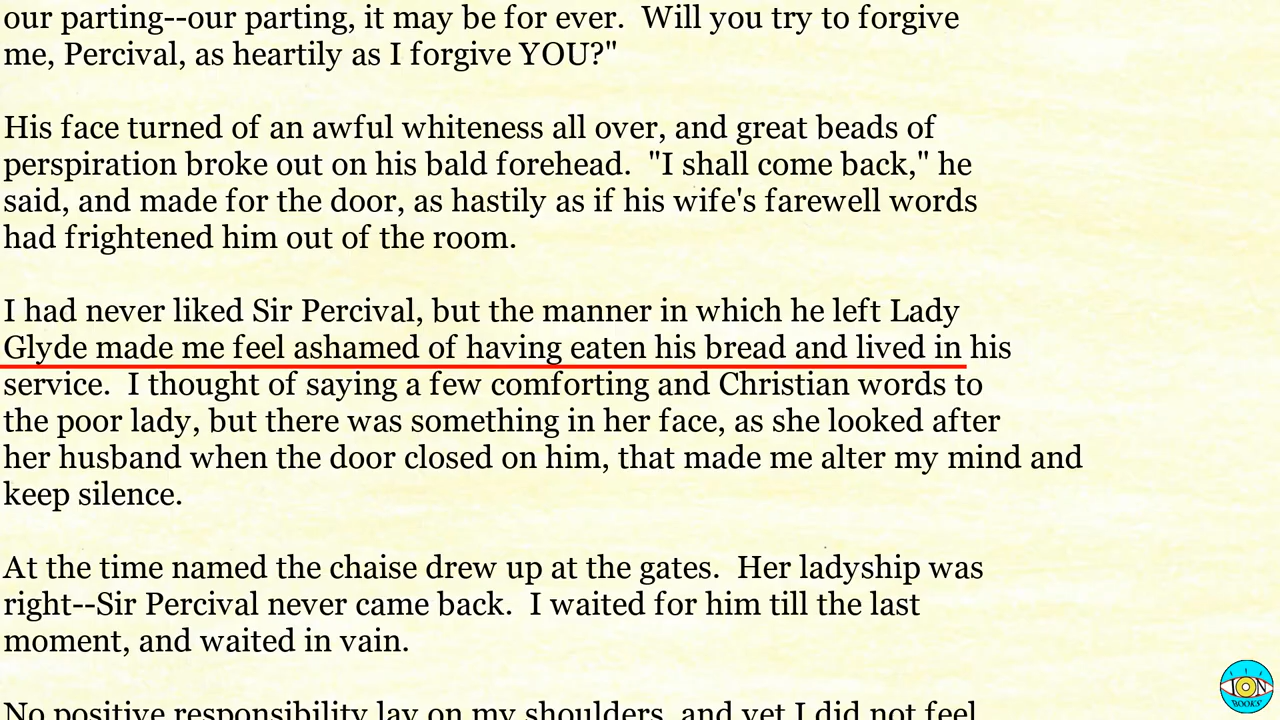 our parting--our parting, it may be for ever.  Will you try to forgive
me, Percival, as heartily as I forgive YOU?"
His face turned of an awful whiteness all over, and great beads of
perspiration broke out on his bald forehead.  "I shall come back," he
said, and made for the door, as hastily as if his wife's farewell words
had frightened him out of the room.
I had never liked Sir Percival, but the manner in which he left Lady
Glyde made me feel ashamed of having eaten his bread and lived in his
service.  I thought of saying a few comforting and Christian words to
the poor lady, but there was something in her face, as she looked after
her husband when the door closed on him, that made me alter my mind and
keep silence.
At the time named the chaise drew up at the gates.  Her ladyship was
right--Sir Percival never came back.  I waited for him till the last
moment, and waited in vain.
No positive responsibility lay on my shoulders, and yet I did not feel
ION
BOOKS